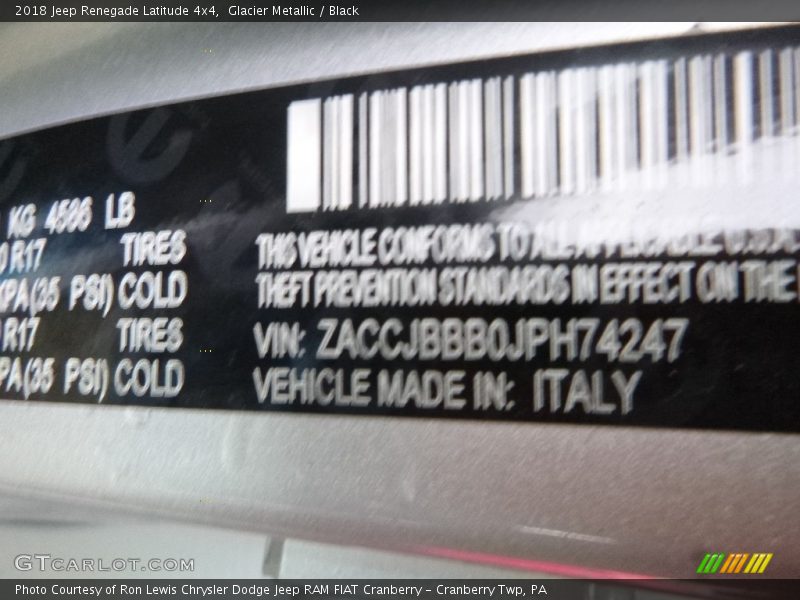 2018 Jeep Renegade Latitude 4x4, Glacier Metallic / Black
KG 4586 LB
0 R17 TIRES
KPA(35 PSI) COLD
R17 TIRES
PA(35 PSI) COLD
THIS VEHICLE CONFORMS TO ALL APPLICABLE
THEFT PREVENTION STANDARDS IN EFFECT ON THE
VIN: ZACCJBBB0JPH74247
VEHICLE MADE IN: ITALY
GTCARLOT.COM
Photo Courtesy of Ron Lewis Chrysler Dodge Jeep RAM FIAT Cranberry – Cranberry Twp, PA